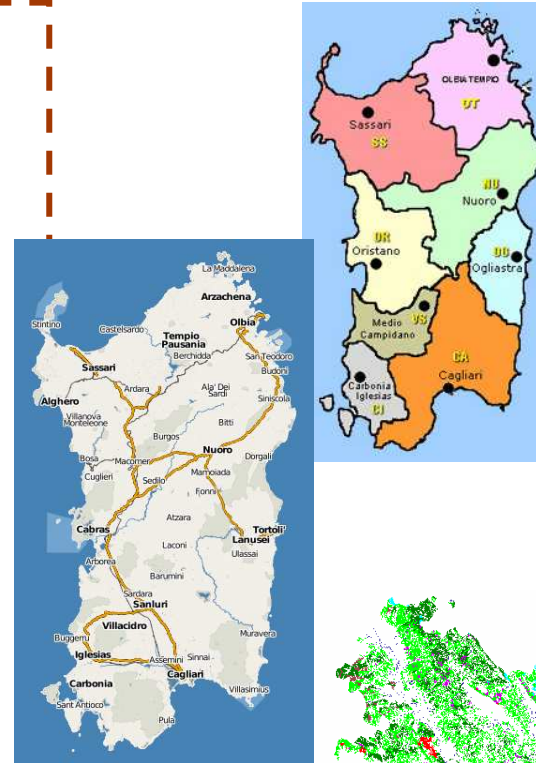 OLBIA TEMPIO
OT
Sassari
SS
NU
Nuoro
OR
Oristano
OG
Ogliastra
Medio
Campidano
VS
CA
Cagliari
Carbonia
Iglesias
CI
La Maddalena
Arzachena
Stintino
Castelsardo
Olbia
Tempio
Pausania
Berchidda
San Teodoro
Budoni
Sassari
Ardara
Ala' Dei
Sardi
Siniscola
Alghero
Villanova
Monteleone
Burgos
Bitti
Bosa
Macomer
Nuoro
Dorgali
Cuglieri
Sedilo
Mamoiada
Fonni
Cabras
Atzara
Tortoli'
Lanusei
Laconi
Ulassai
Arborea
Barumini
Sardara
Sanluri
Villacidro
Buggerru
Muravera
Iglesias
Assemini
Sinnai
Cagliari
Carbonia
Villasimius
Sant Antioco
Pula